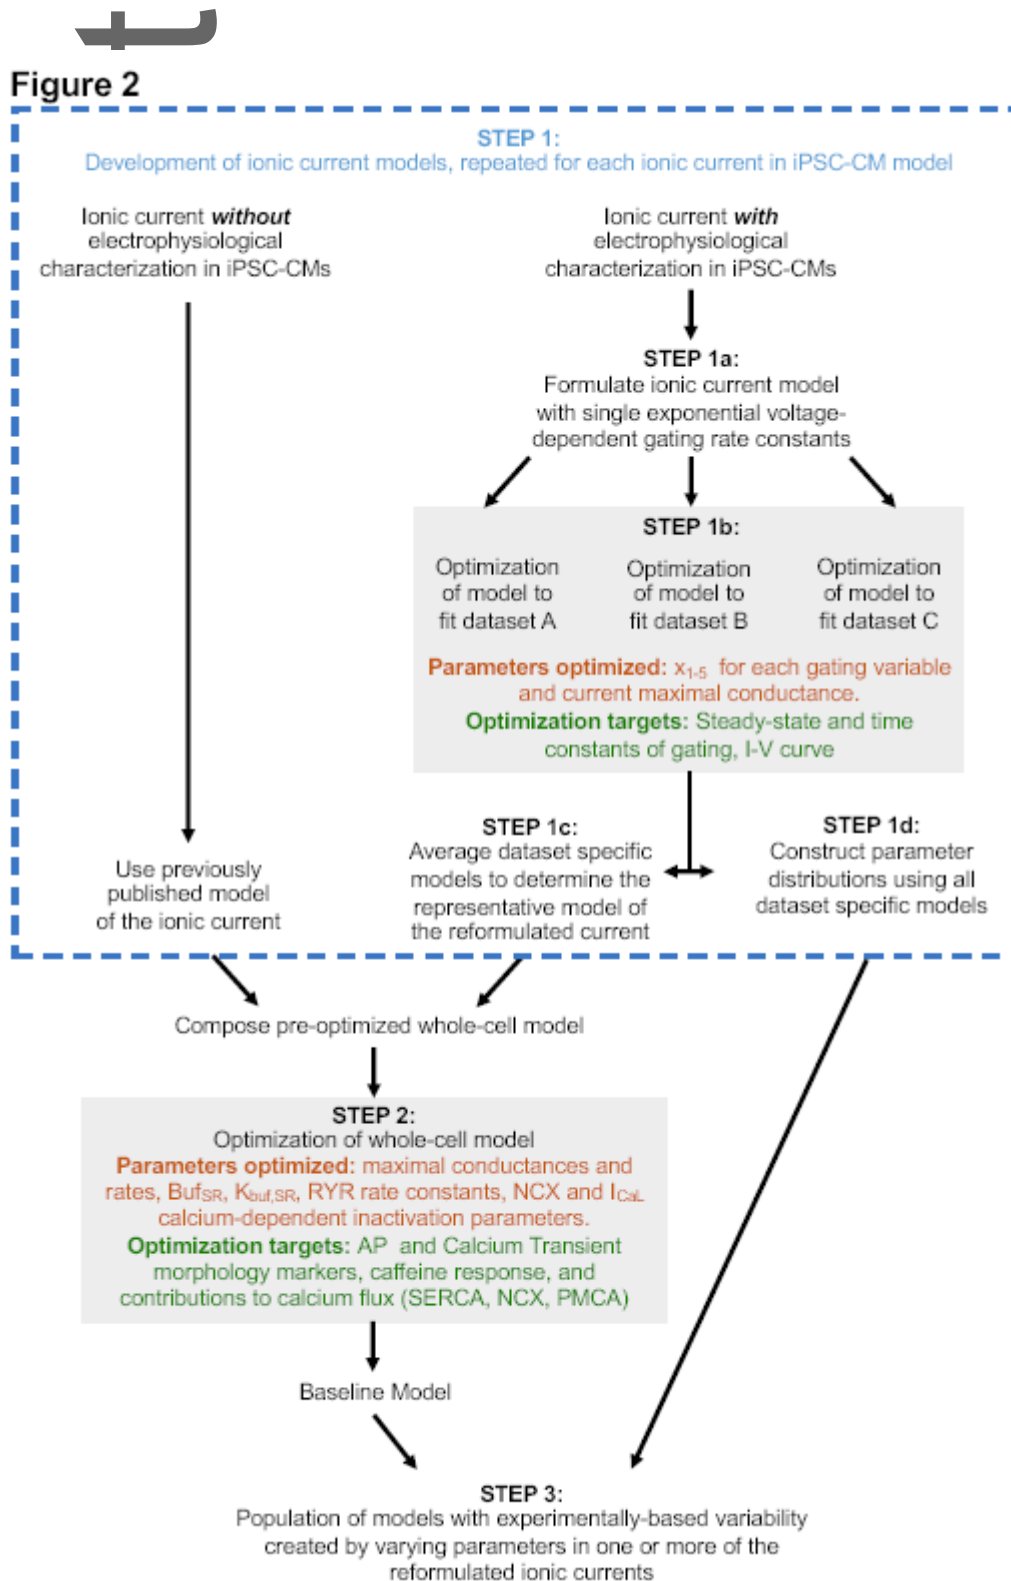 Figure 2
STEP 1:
Development of ionic current models, repeated for each ionic current in iPSC-CM model
Ionic current without
electrophysiological
characterization in iPSC-CMs
Ionic current with
electrophysiological
characterization in iPSC-CMs
STEP 1a:
Formulate ionic current model
with single exponential voltage-
dependent gating rate constants
STEP 1b:
Optimization
of model to
fit dataset A
Optimization
of model to
fit dataset B
Optimization
of model to
fit dataset C
Parameters optimized: x1-5 for each gating variable
and current maximal conductance.
Optimization targets: Steady-state and time
constants of gating, I-V curve
Use previously
published model
of the ionic current
STEP 1c:
Average dataset specific
models to determine the
representative model of
the reformulated current
STEP 1d:
Construct parameter
distributions using all
dataset specific models
Compose pre-optimized whole-cell model
STEP 2:
Optimization of whole-cell model
Parameters optimized: maximal conductances and
rates, BufSR, Kbuf,SR, RYR rate constants, NCX and ICaL
calcium-dependent inactivation parameters.
Optimization targets: AP and Calcium Transient
morphology markers, caffeine response, and
contributions to calcium flux (SERCA, NCX, PMCA)
Baseline Model
STEP 3:
Population of models with experimentally-based variability
created by varying parameters in one or more of the
reformulated ionic currents